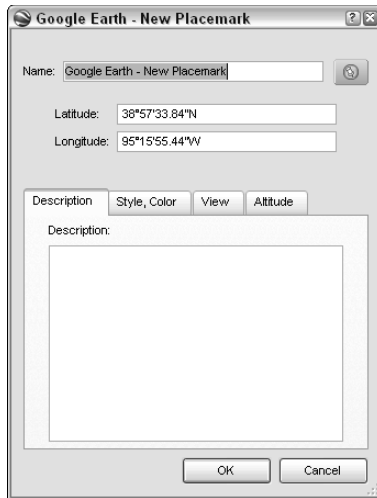 Google Earth - New Placemark
Name: Google Earth - New Placemark
Latitude: 38°57'33.84"N
Longitude: 95°15'55.44"W
Description Style, Color View Altitude
Description:
OK Cancel